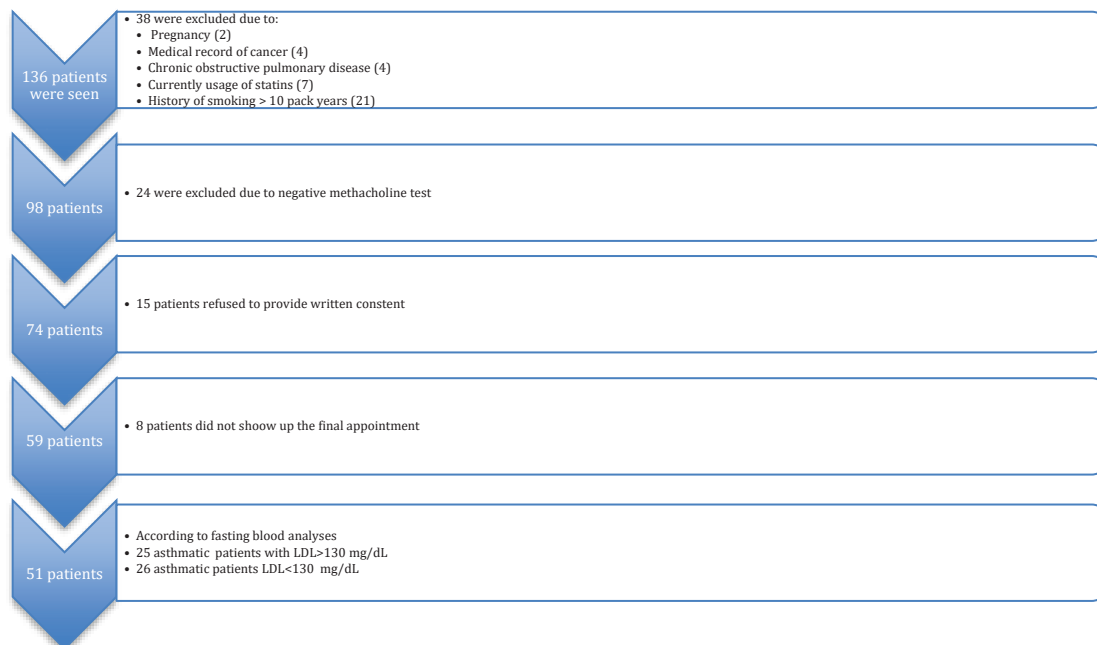 136 patients
were seen
• 38 were excluded due to:
• Pregnancy (2)
• Medical record of cancer (4)
• Chronic obstructive pulmonary disease (4)
• Currently usage of statins (7)
• History of smoking > 10 pack years (21)
98 patients
• 24 were excluded due to negative methacholine test
74 patients
• 15 patients refused to provide written constent
59 patients
• 8 patients did not shoow up the final appointment
51 patients
• According to fasting blood analyses
• 25 asthmatic patients with LDL>130 mg/dL
• 26 asthmatic patients LDL<130 mg/dL